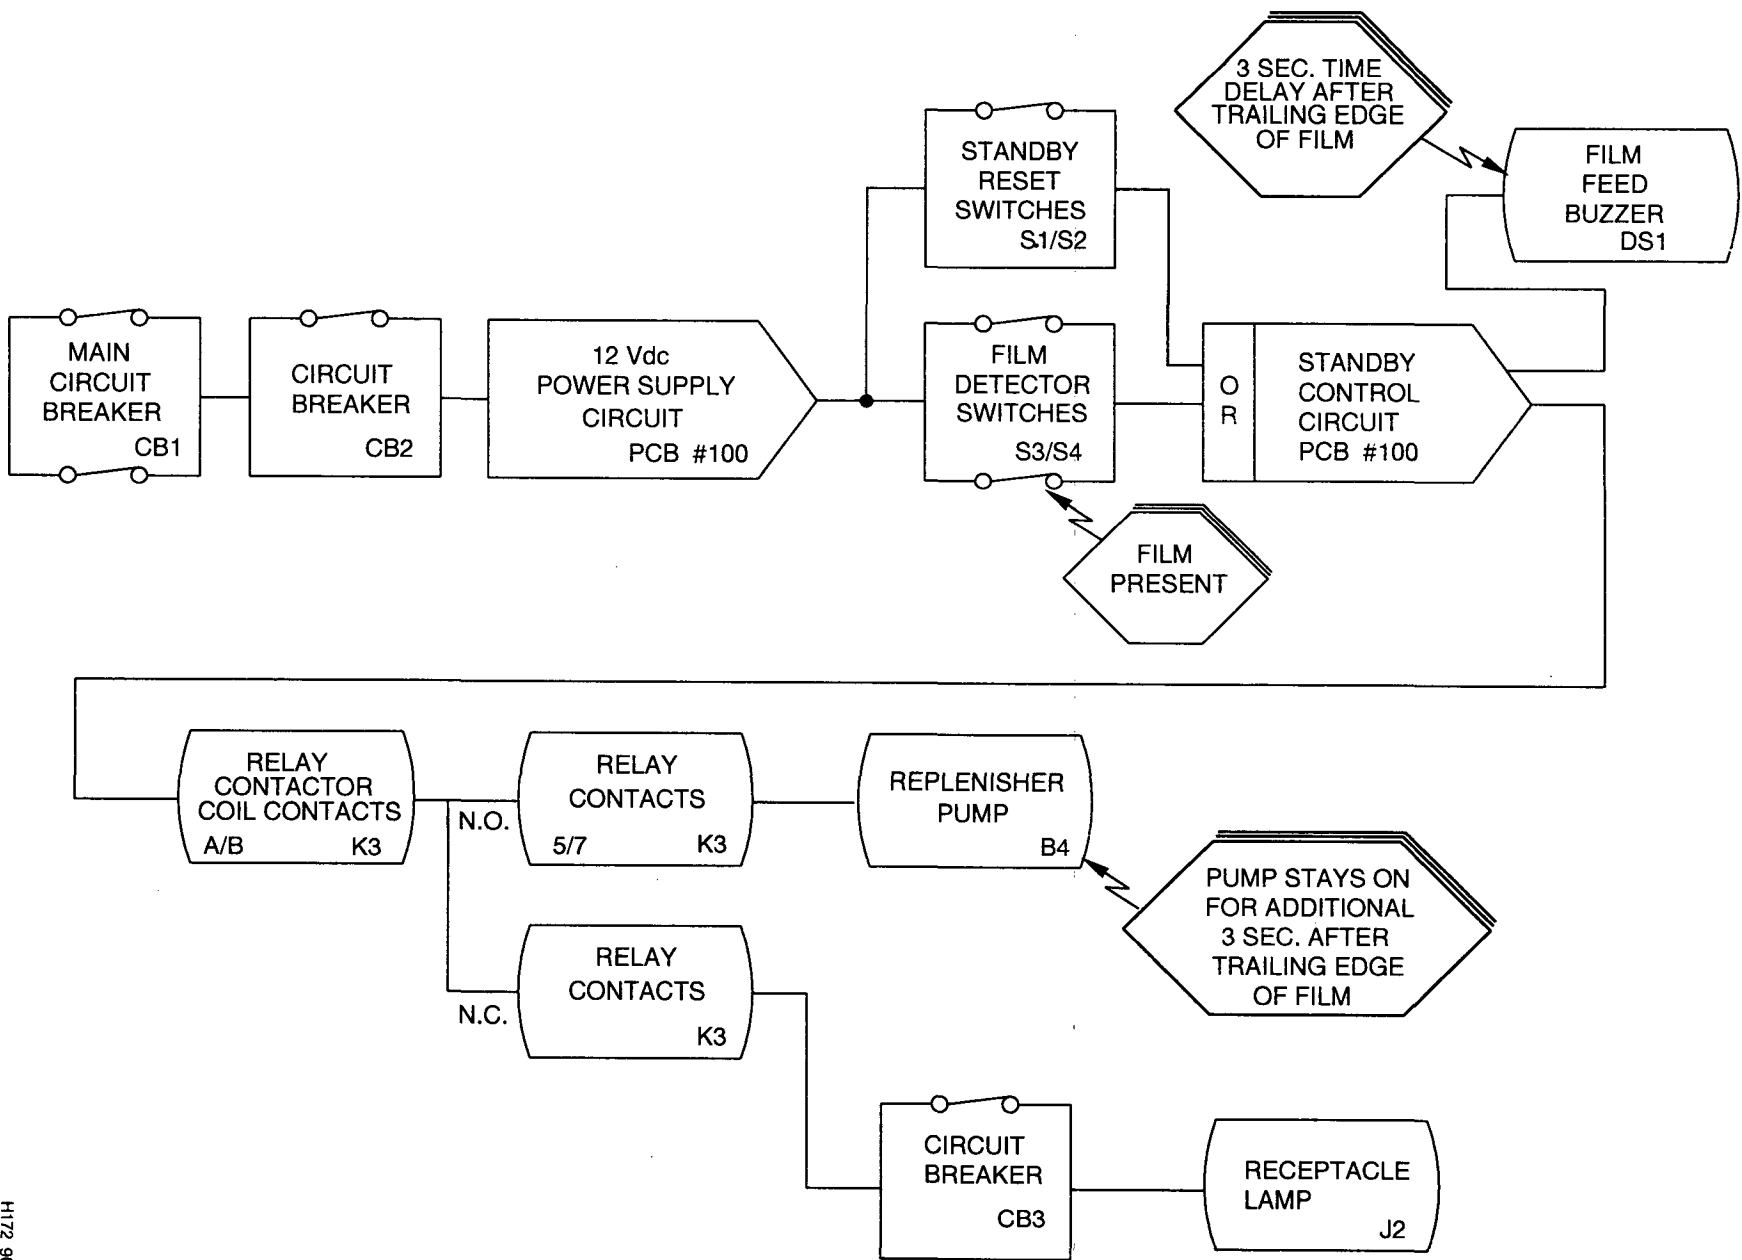 3 SEC. TIME
DELAY AFTER
TRAILING EDGE
OF FILM
FILM
FEED
BUZZER
DS1
STANDBY
RESET
SWITCHES
S1/S2
MAIN
CIRCUIT
BREAKER
CB1
CIRCUIT
BREAKER
CB2
12 Vdc
POWER SUPPLY
CIRCUIT
PCB #100
FILM
DETECTOR
SWITCHES
S3/S4
O
R
STANDBY
CONTROL
CIRCUIT
PCB #100
FILM
PRESENT
RELAY
CONTACTOR
COIL CONTACTS
A/B K3
N.O.
RELAY
CONTACTS
5/7 K3
REPLENISHER
PUMP
B4
PUMP STAYS ON
FOR ADDITIONAL
3 SEC. AFTER
TRAILING EDGE
OF FILM
N.C.
RELAY
CONTACTS
K3
CIRCUIT
BREAKER
CB3
RECEPTACLE
LAMP
J2
H172